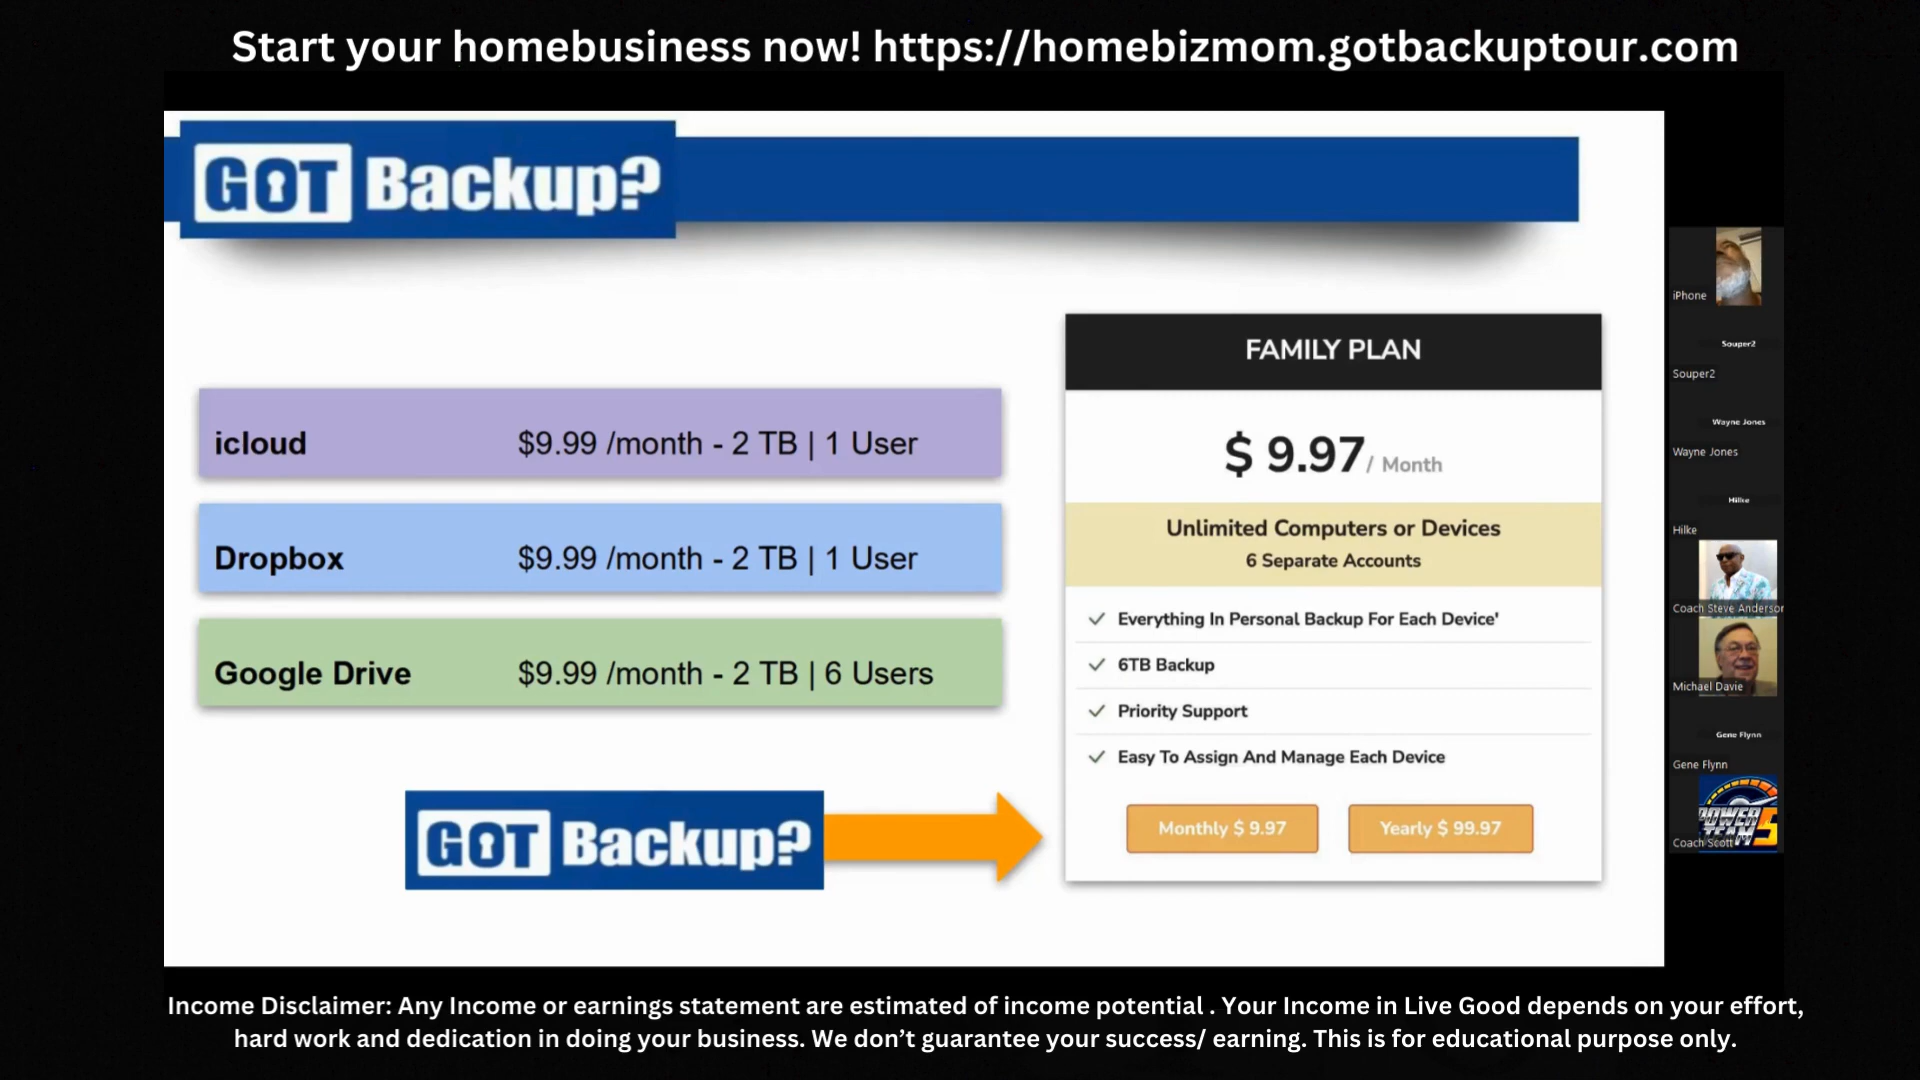 Start your homebusiness now! https://homebizmom.gotbackuptour.com
GOT Backup?
icloud $9.99 /month - 2 TB | 1 User
Dropbox $9.99 /month - 2 TB | 1 User
Google Drive $9.99 /month - 2 TB | 6 Users
GOT Backup?
FAMILY PLAN
$ 9.97 / Month
Unlimited Computers or Devices
6 Separate Accounts
Everything In Personal Backup For Each Device'
6TB Backup
Priority Support
Easy To Assign And Manage Each Device
Monthly $ 9.97 Yearly $ 99.97
iPhone
Souper2
Souper2
Wayne Jones
Wayne Jones
Hilke
Hilke
Coach Steve Anderson
Michael Davie
Gene Flynn
Gene Flynn
POWER
TEAM 5
Coach Scott
Income Disclaimer: Any Income or earnings statement are estimated of income potential . Your Income in Live Good depends on your effort,
hard work and dedication in doing your business. We don’t guarantee your success/ earning. This is for educational purpose only.